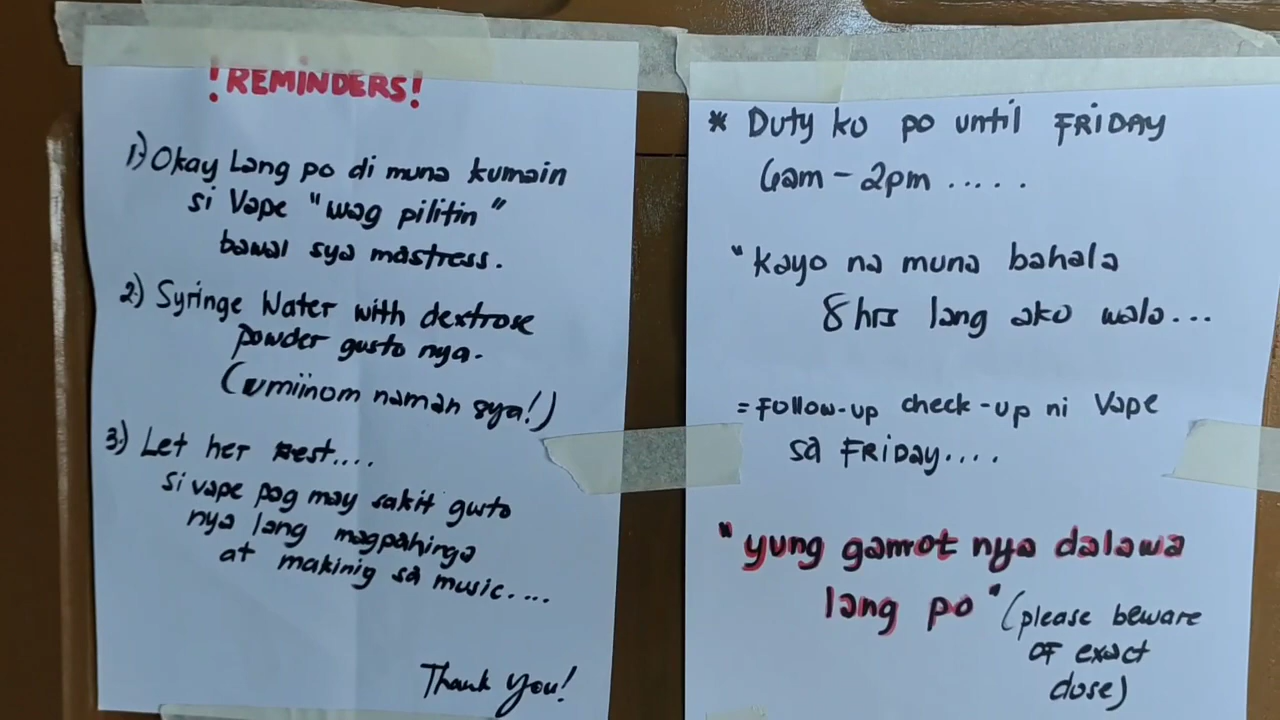 !REMINDERS!
1.) Okay Lang po di muna kumain
si Vape "wag pilitin"
bawal sya mastress.
2.) Syringe Water with dextrose
powder gusto nya.
(umiinom naman sya!)
3.) Let her rest....
si vape pag may sakit gusto
nya lang magpahinga
at makinig sa music....
Thank you!
* Duty ko po until FRiDAY
6am - 2pm .....
"kayo na muna bahala
8hrs lang ako wala...
= Follow-up check-up ni Vape
sa FRiDAY....
"yung gamot nya dalawa
lang po" (please beware
OF exact
dose)